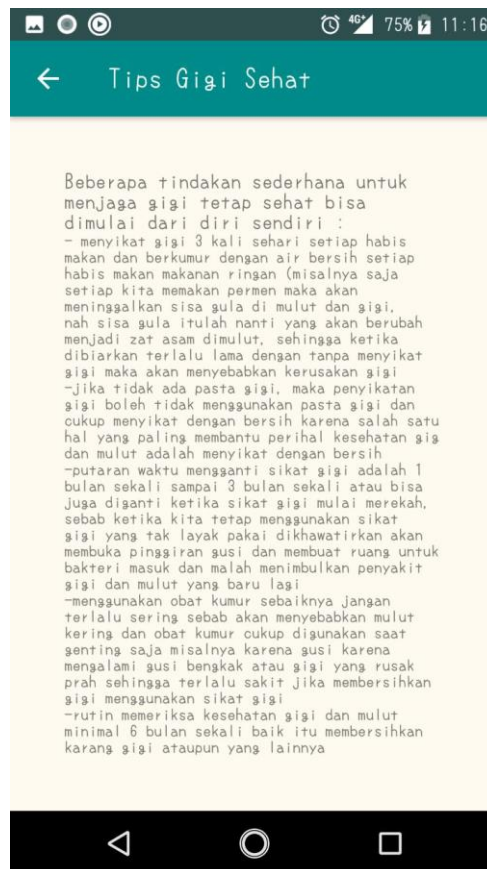 4G+ 75% 11:16
Tips Gigi Sehat
Beberapa tindakan sederhana untuk
menjaga gigi tetap sehat bisa
dimulai dari diri sendiri :
- menyikat gigi 3 kali sehari setiap habis
makan dan berkumur dengan air bersih setiap
habis makan makanan ringan (misalnya saja
setiap kita memakan permen maka akan
meninggalkan sisa gula di mulut dan gigi,
nah sisa gula itulah nanti yang akan berubah
menjadi zat asam dimulut, sehingga ketika
dibiarkan terlalu lama dengan tanpa menyikat
gigi maka akan menyebabkan kerusakan gigi
-jika tidak ada pasta gigi, maka penyikatan
gigi boleh tidak menggunakan pasta gigi dan
cukup menyikat dengan bersih karena salah satu
hal yang paling membantu perihal kesehatan gig
dan mulut adalah menyikat dengan bersih
-putaran waktu mengganti sikat gigi adalah 1
bulan sekali sampai 3 bulan sekali atau bisa
juga diganti ketika sikat gigi mulai merekah,
sebab ketika kita tetap menggunakan sikat
gigi yang tak layak pakai dikhawatirkan akan
membuka pinggiran gusi dan membuat ruang untuk
bakteri masuk dan malah menimbulkan penyakit
gigi dan mulut yang baru lagi
-menggunakan obat kumur sebaiknya jangan
terlalu sering sebab akan menyebabkan mulut
kering dan obat kumur cukup digunakan saat
genting saja misalnya karena gusi karena
mengalami gusi bengkak atau gigi yang rusak
prah sehingga terlalu sakit jika membersihkan
gigi menggunakan sikat gigi
-rutin memeriksa kesehatan gigi dan mulut
minimal 6 bulan sekali baik itu membersihkan
karang gigi ataupun yang lainnya